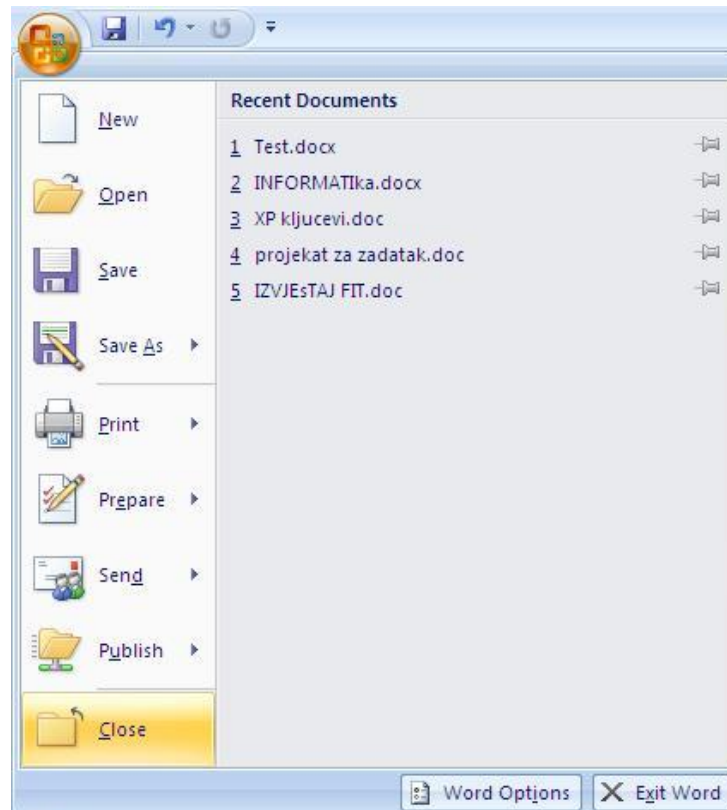 New
Open
Save
Save As
Print
Prepare
Send
Publish
Close
Recent Documents
1 Test.docx
2 INFORMATIka.docx
3 XP kljucevi.doc
4 projekat za zadatak.doc
5 IZVJEsTAJ FIT.doc
Word Options
Exit Word